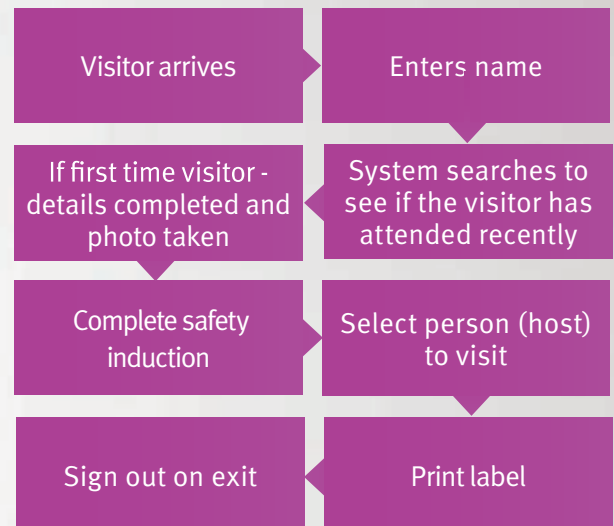 Visitor arrives
Enters name
System searches to
see if the visitor has
attended recently
If first time visitor -
details completed and
photo taken
Complete safety
induction
Select person (host)
to visit
Print label
Sign out on exit